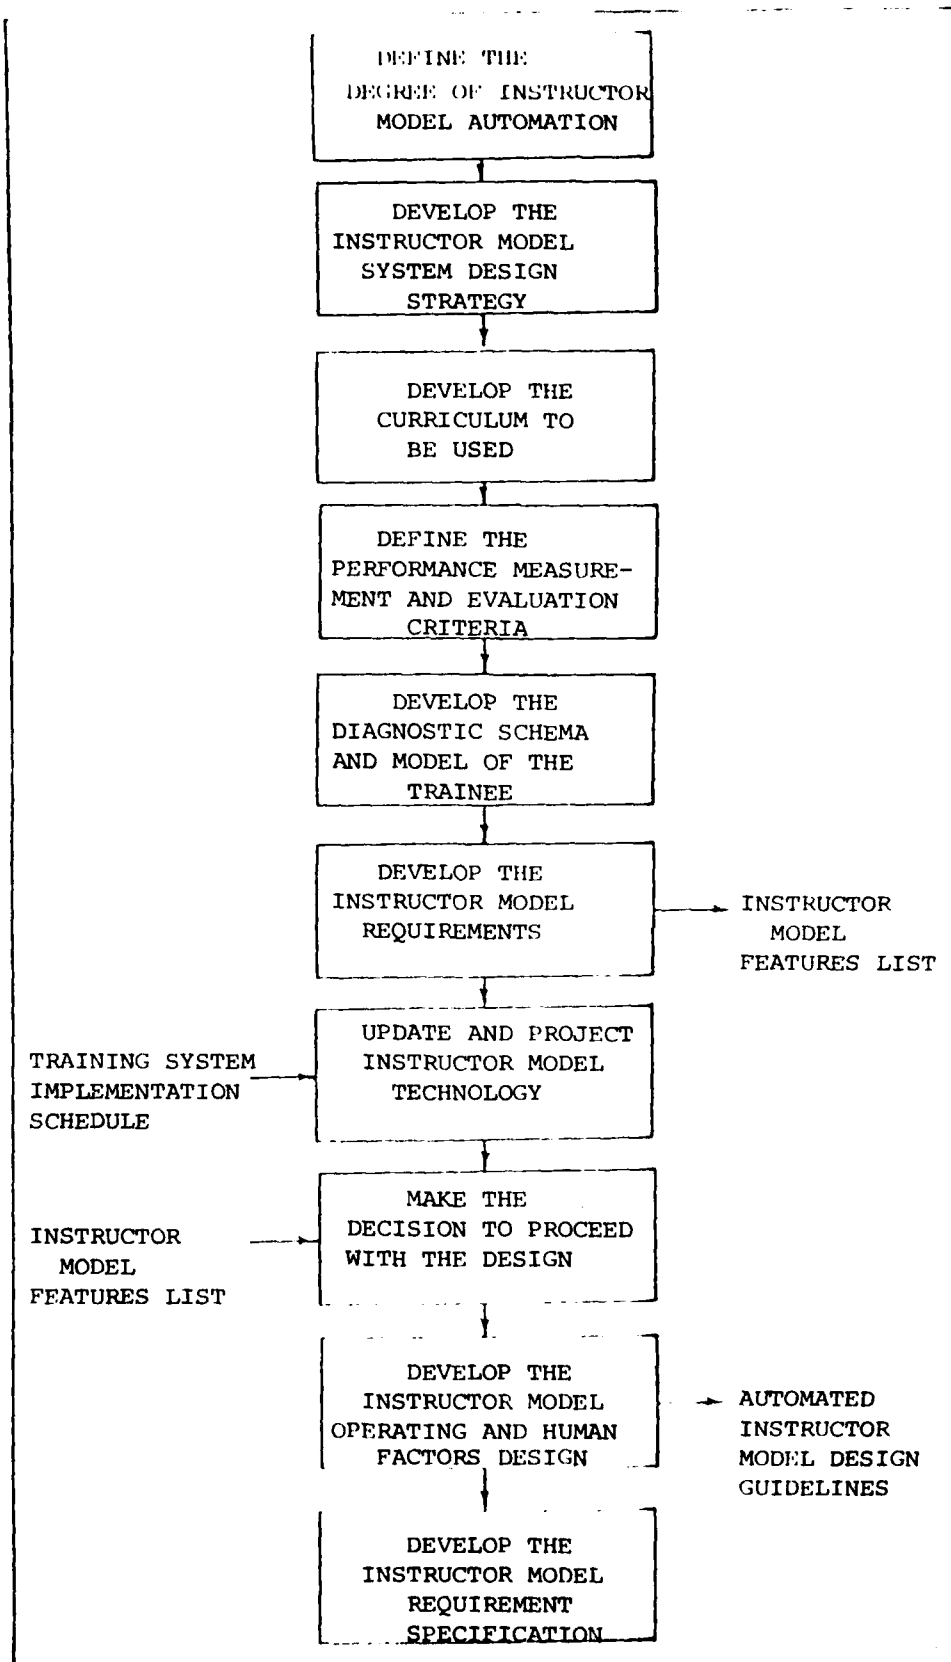 DEFINE THE
DEGREE OF INSTRUCTOR
MODEL AUTOMATION
DEVELOP THE
INSTRUCTOR MODEL
SYSTEM DESIGN
STRATEGY
DEVELOP THE
CURRICULUM TO
BE USED
DEFINE THE
PERFORMANCE MEASURE-
MENT AND EVALUATION
CRITERIA
DEVELOP THE
DIAGNOSTIC SCHEMA
AND MODEL OF THE
TRAINEE
DEVELOP THE
INSTRUCTOR MODEL
REQUIREMENTS
INSTRUCTOR
MODEL
FEATURES LIST
TRAINING SYSTEM
IMPLEMENTATION
SCHEDULE
UPDATE AND PROJECT
INSTRUCTOR MODEL
TECHNOLOGY
INSTRUCTOR
MODEL
FEATURES LIST
MAKE THE
DECISION TO PROCEED
WITH THE DESIGN
DEVELOP THE
INSTRUCTOR MODEL
OPERATING AND HUMAN
FACTORS DESIGN
AUTOMATED
INSTRUCTOR
MODEL DESIGN
GUIDELINES
DEVELOP THE
INSTRUCTOR MODEL
REQUIREMENT
SPECIFICATION